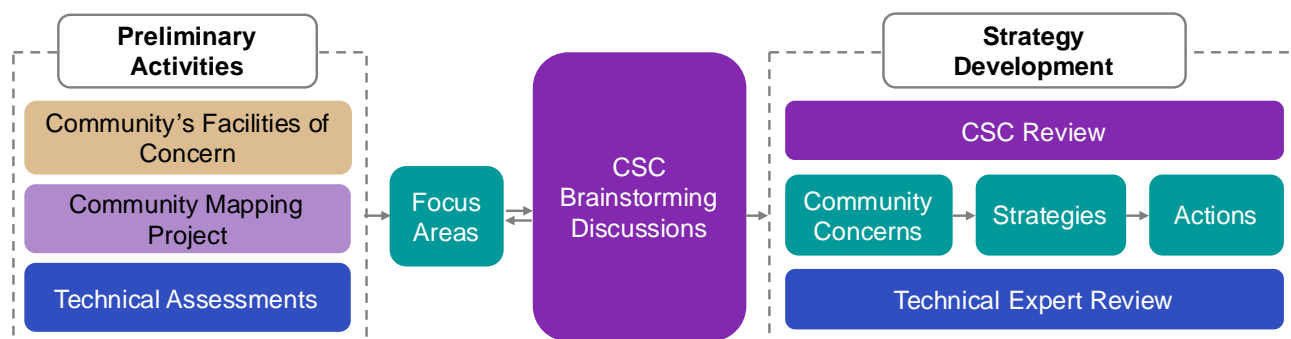 Preliminary
Activities
Community’s Facilities of
Concern
Community Mapping
Project
Technical Assessments
Focus
Areas
CSC
Brainstorming
Discussions
Strategy
Development
CSC Review
Community
Concerns
Strategies
Actions
Technical Expert Review